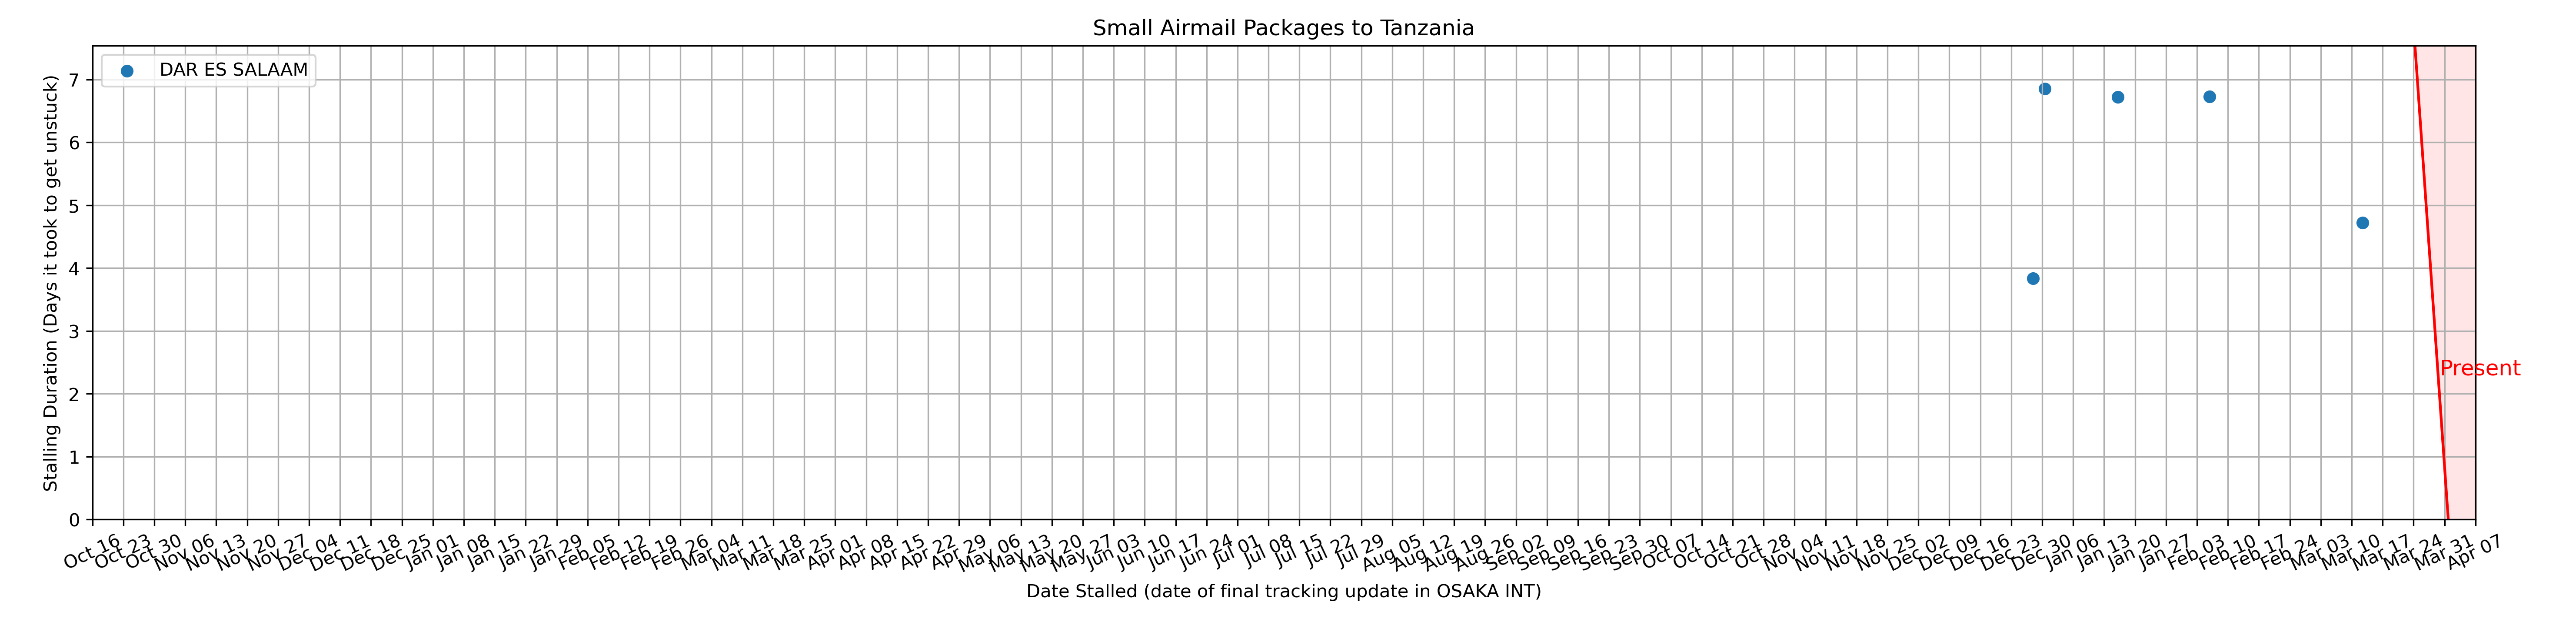 Small Airmail Packages to Tanzania
DAR ES SALAAM
Stalling Duration (Days it took to get unstuck)
7
6
5
4
3
2
1
0
Present
Oct 16
Oct 23
Oct 30
Nov 06
Nov 13
Nov 20
Nov 27
Dec 04
Dec 11
Dec 18
Dec 25
Jan 01
Jan 08
Jan 15
Jan 22
Jan 29
Feb 05
Feb 12
Feb 19
Feb 26
Mar 04
Mar 11
Mar 18
Mar 25
Apr 01
Apr 08
Apr 15
Apr 22
Apr 29
May 06
May 13
May 20
May 27
Jun 03
Jun 10
Jun 17
Jun 24
Jul 01
Jul 08
Jul 15
Jul 22
Jul 29
Aug 05
Aug 12
Aug 19
Aug 26
Sep 02
Sep 09
Sep 16
Sep 23
Sep 30
Oct 07
Oct 14
Oct 21
Oct 28
Nov 04
Nov 11
Nov 18
Nov 25
Dec 02
Dec 09
Dec 16
Dec 23
Dec 30
Jan 06
Jan 13
Jan 20
Jan 27
Feb 03
Feb 10
Feb 17
Feb 24
Mar 03
Mar 10
Mar 17
Mar 24
Mar 31
Apr 07
Date Stalled (date of final tracking update in OSAKA INT)